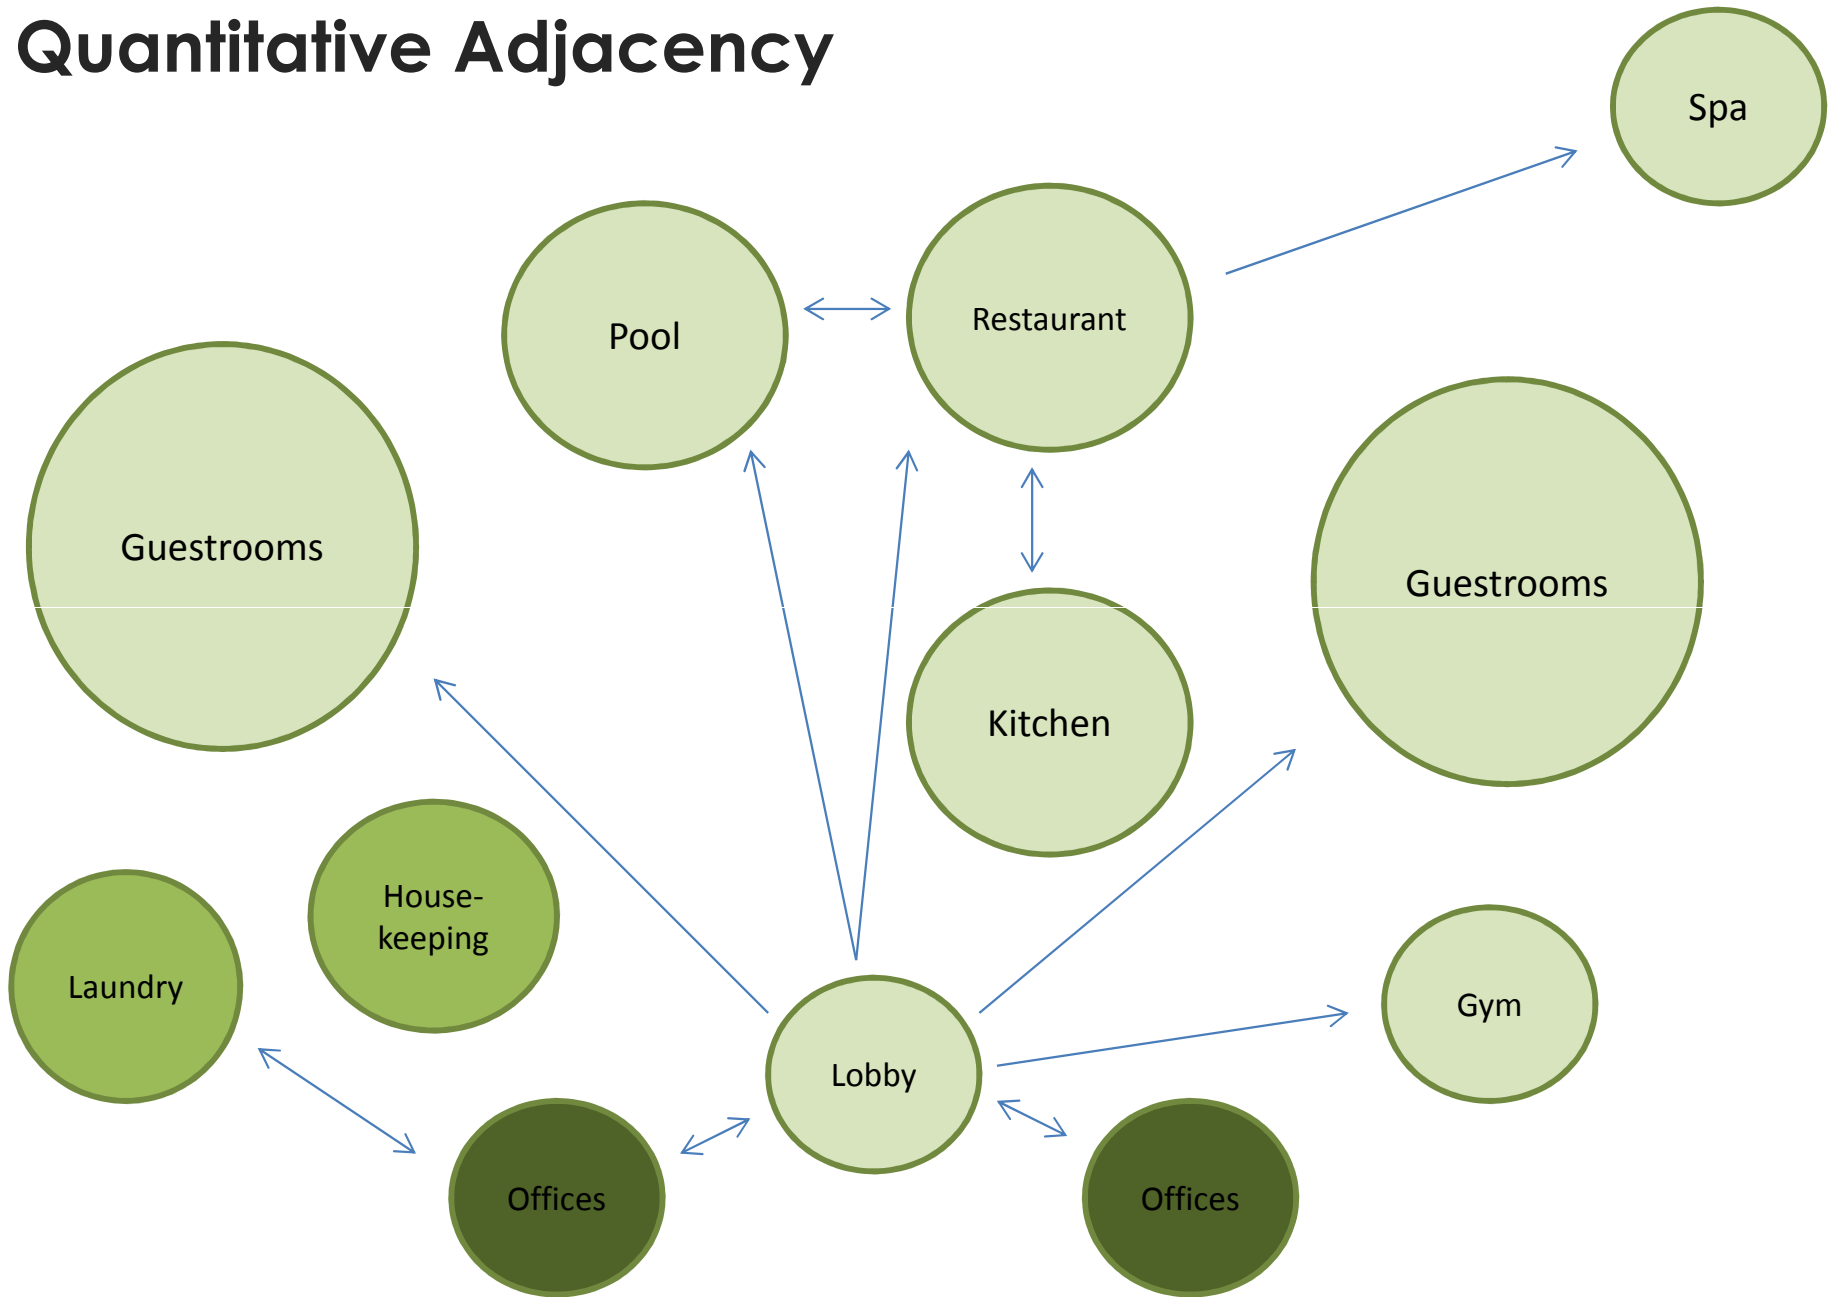 Quantitative Adjacency
Spa
Pool
Restaurant
Guestrooms
Guestrooms
Kitchen
House-
keeping
Laundry
Gym
Lobby
Offices
Offices